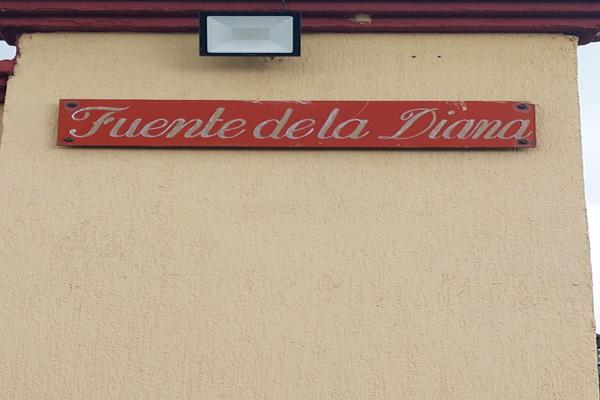 Fuente de la Diana